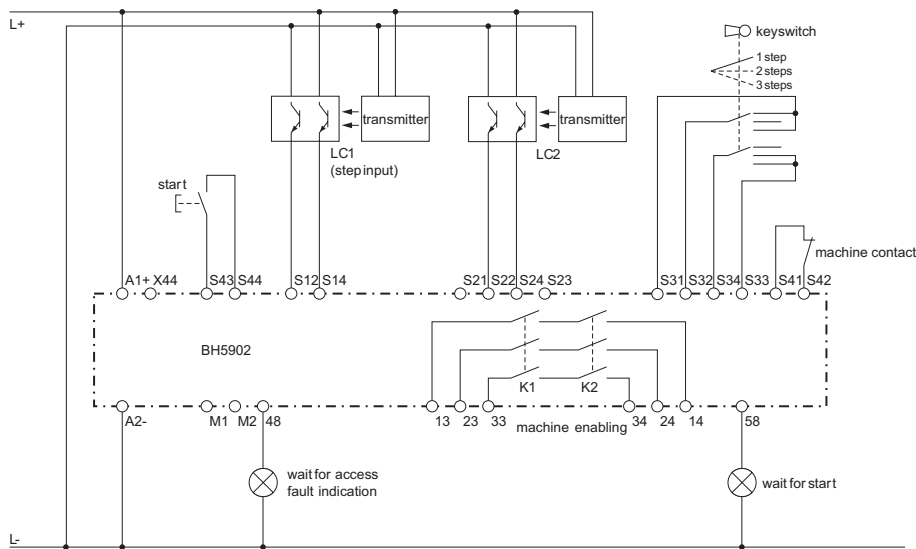 L+
keyswitch
1 step
2 steps
3 steps
transmitter
transmitter
LC1
(step input)
LC2
start
machine contact
A1+ X44
S43 S44
S12 S14
S21 S22 S24 S23
S31 S32 S34 S33 S41 S42
BH5902
K1
K2
A2-
M1 M2 48
13 23 33
machine enabling
34 24 14
58
wait for access
fault indication
wait for start
L-